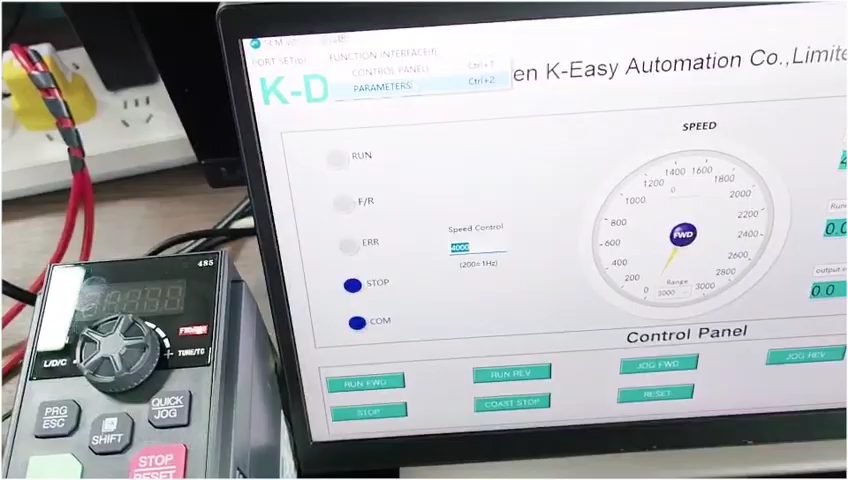 FUNCTION INTERFACE(F)
CONTROL PANEL Ctrl+1
PARAMETERS Ctrl+2
K-D
en K-Easy Automation Co.,Limite
RUN
F/R
ERR
STOP
COM
Speed Control
4000
(200=1Hz)
SPEED
0
0
200
400
600
800
1000
1200
1400
1600
1800
2000
2200
2400
2600
2800
3000
FWD
Range
3000
0.0
output
0.0
Control Panel
RUN FWD
RUN REV
JOG FWD
JOG REV
STOP
COAST STOP
RESET
485
L/D/C
TUNE/TC
PRG
ESC
SHIFT
QUICK
JOG
STOP
RESET